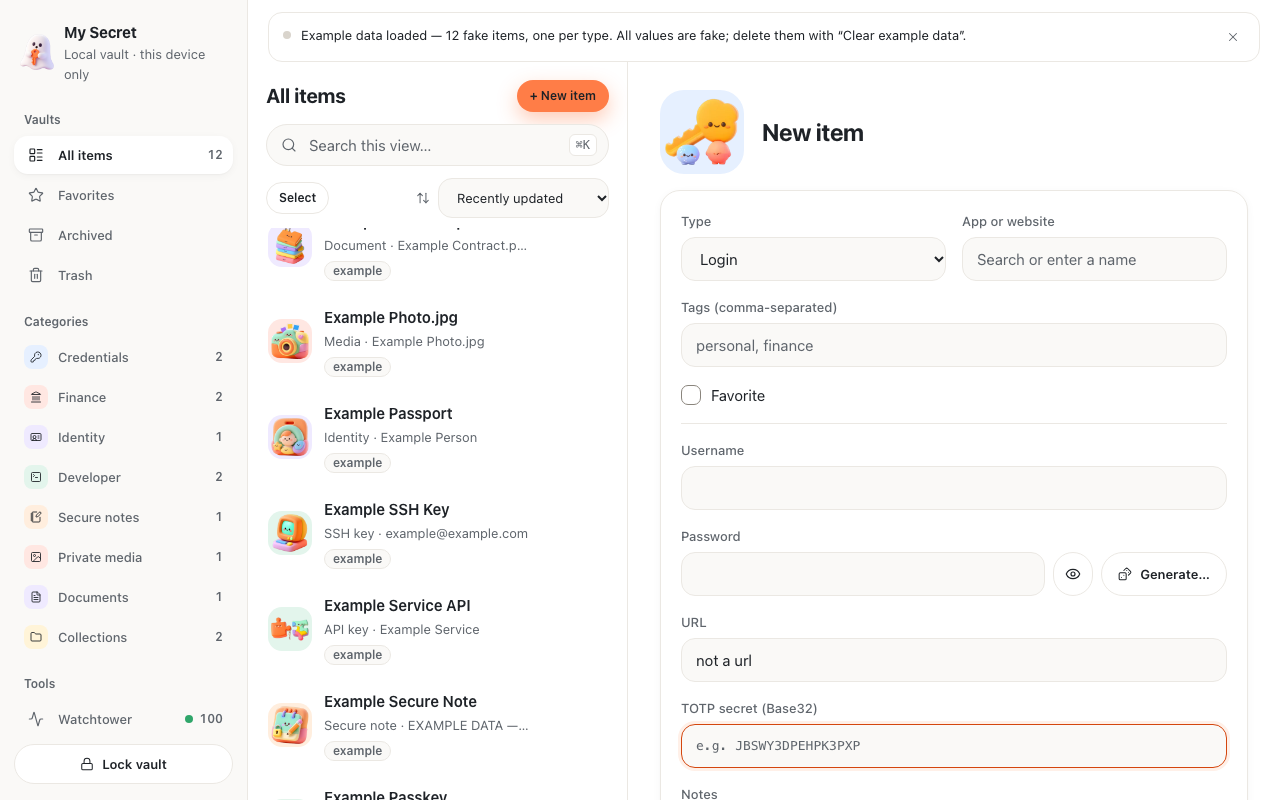 My Secret
Local vault · this device
only
Vaults
All items 12
Favorites
Archived
Trash
Categories
Credentials 2
Finance 2
Identity 1
Developer 2
Secure notes 1
Private media 1
Documents 1
Collections 2
Tools
Watchtower 100
Lock vault
Example data loaded — 12 fake items, one per type. All values are fake; delete them with “Clear example data”.
All items
+ New item
Search this view... ⌘K
Select
Recently updated
Document · Example Contract.p...
example
Example Photo.jpg
Media · Example Photo.jpg
example
Example Passport
Identity · Example Person
example
Example SSH Key
SSH key · example@example.com
example
Example Service API
API key · Example Service
example
Example Secure Note
Secure note · EXAMPLE DATA —...
example
Example Passkey
New item
Type
Login
App or website
Search or enter a name
Tags (comma-separated)
personal, finance
Favorite
Username
Password
Generate...
URL
not a url
TOTP secret (Base32)
e.g. JBSWY3DPEHPK3PXP
Notes